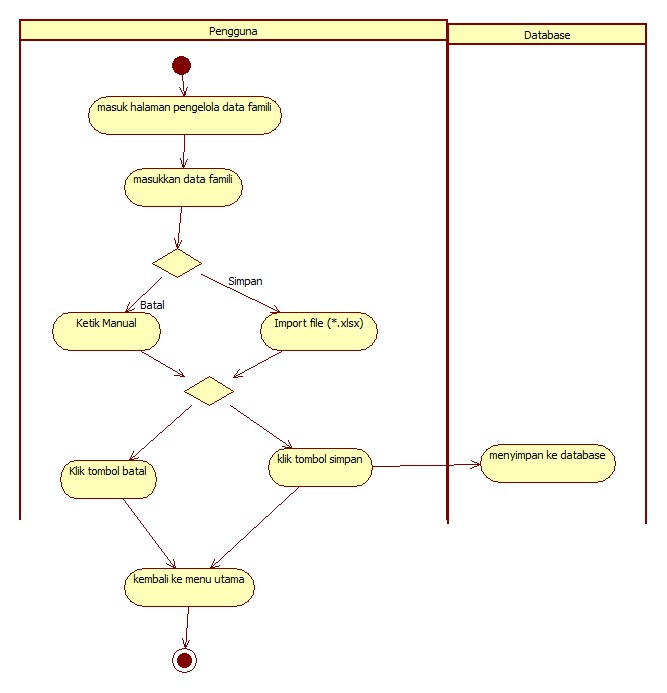 Pengguna
Database
masuk halaman pengelola data famili
masukkan data famili
Simpan
Batal
Ketik Manual
Import file (*.xlsx)
Klik tombol batal
klik tombol simpan
menyimpan ke database
kembali ke menu utama